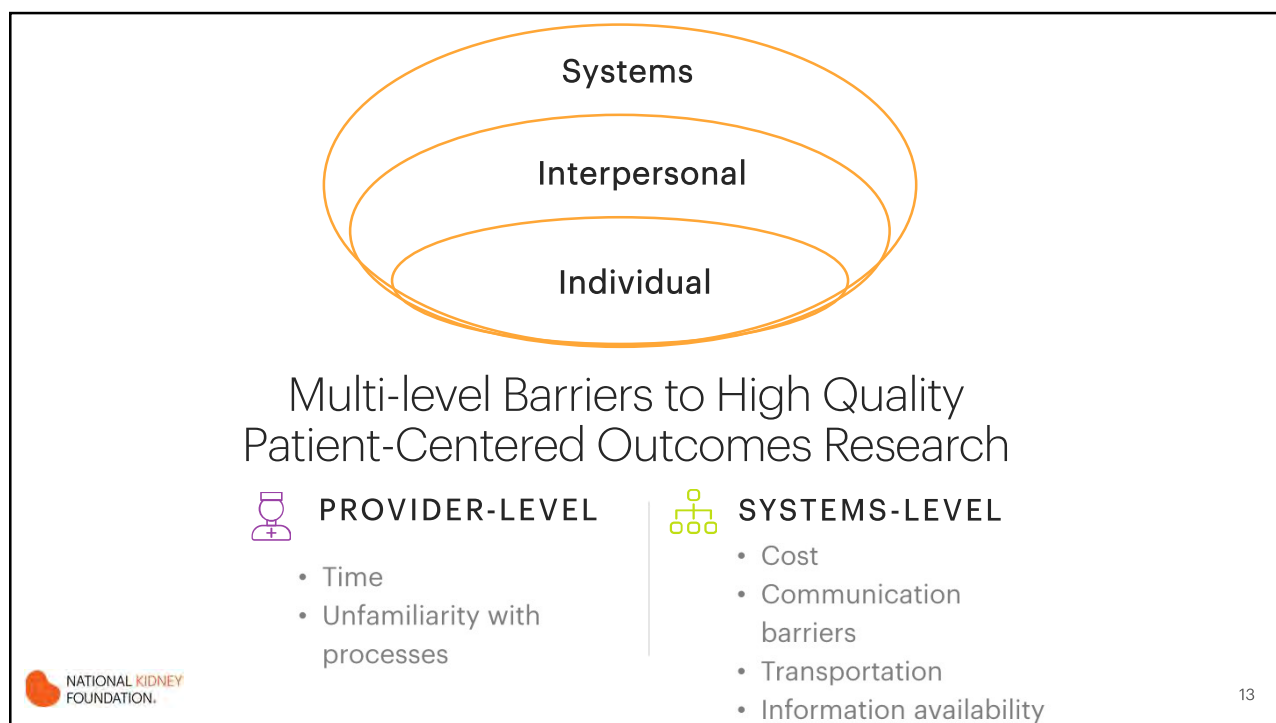 Systems
Interpersonal
Individual
Multi-level Barriers to High Quality
Patient-Centered Outcomes Research
PROVIDER-LEVEL
• Time
• Unfamiliarity with
processes
SYSTEMS-LEVEL
• Cost
• Communication
barriers
• Transportation
• Information availability
NATIONAL KIDNEY
FOUNDATION.
13